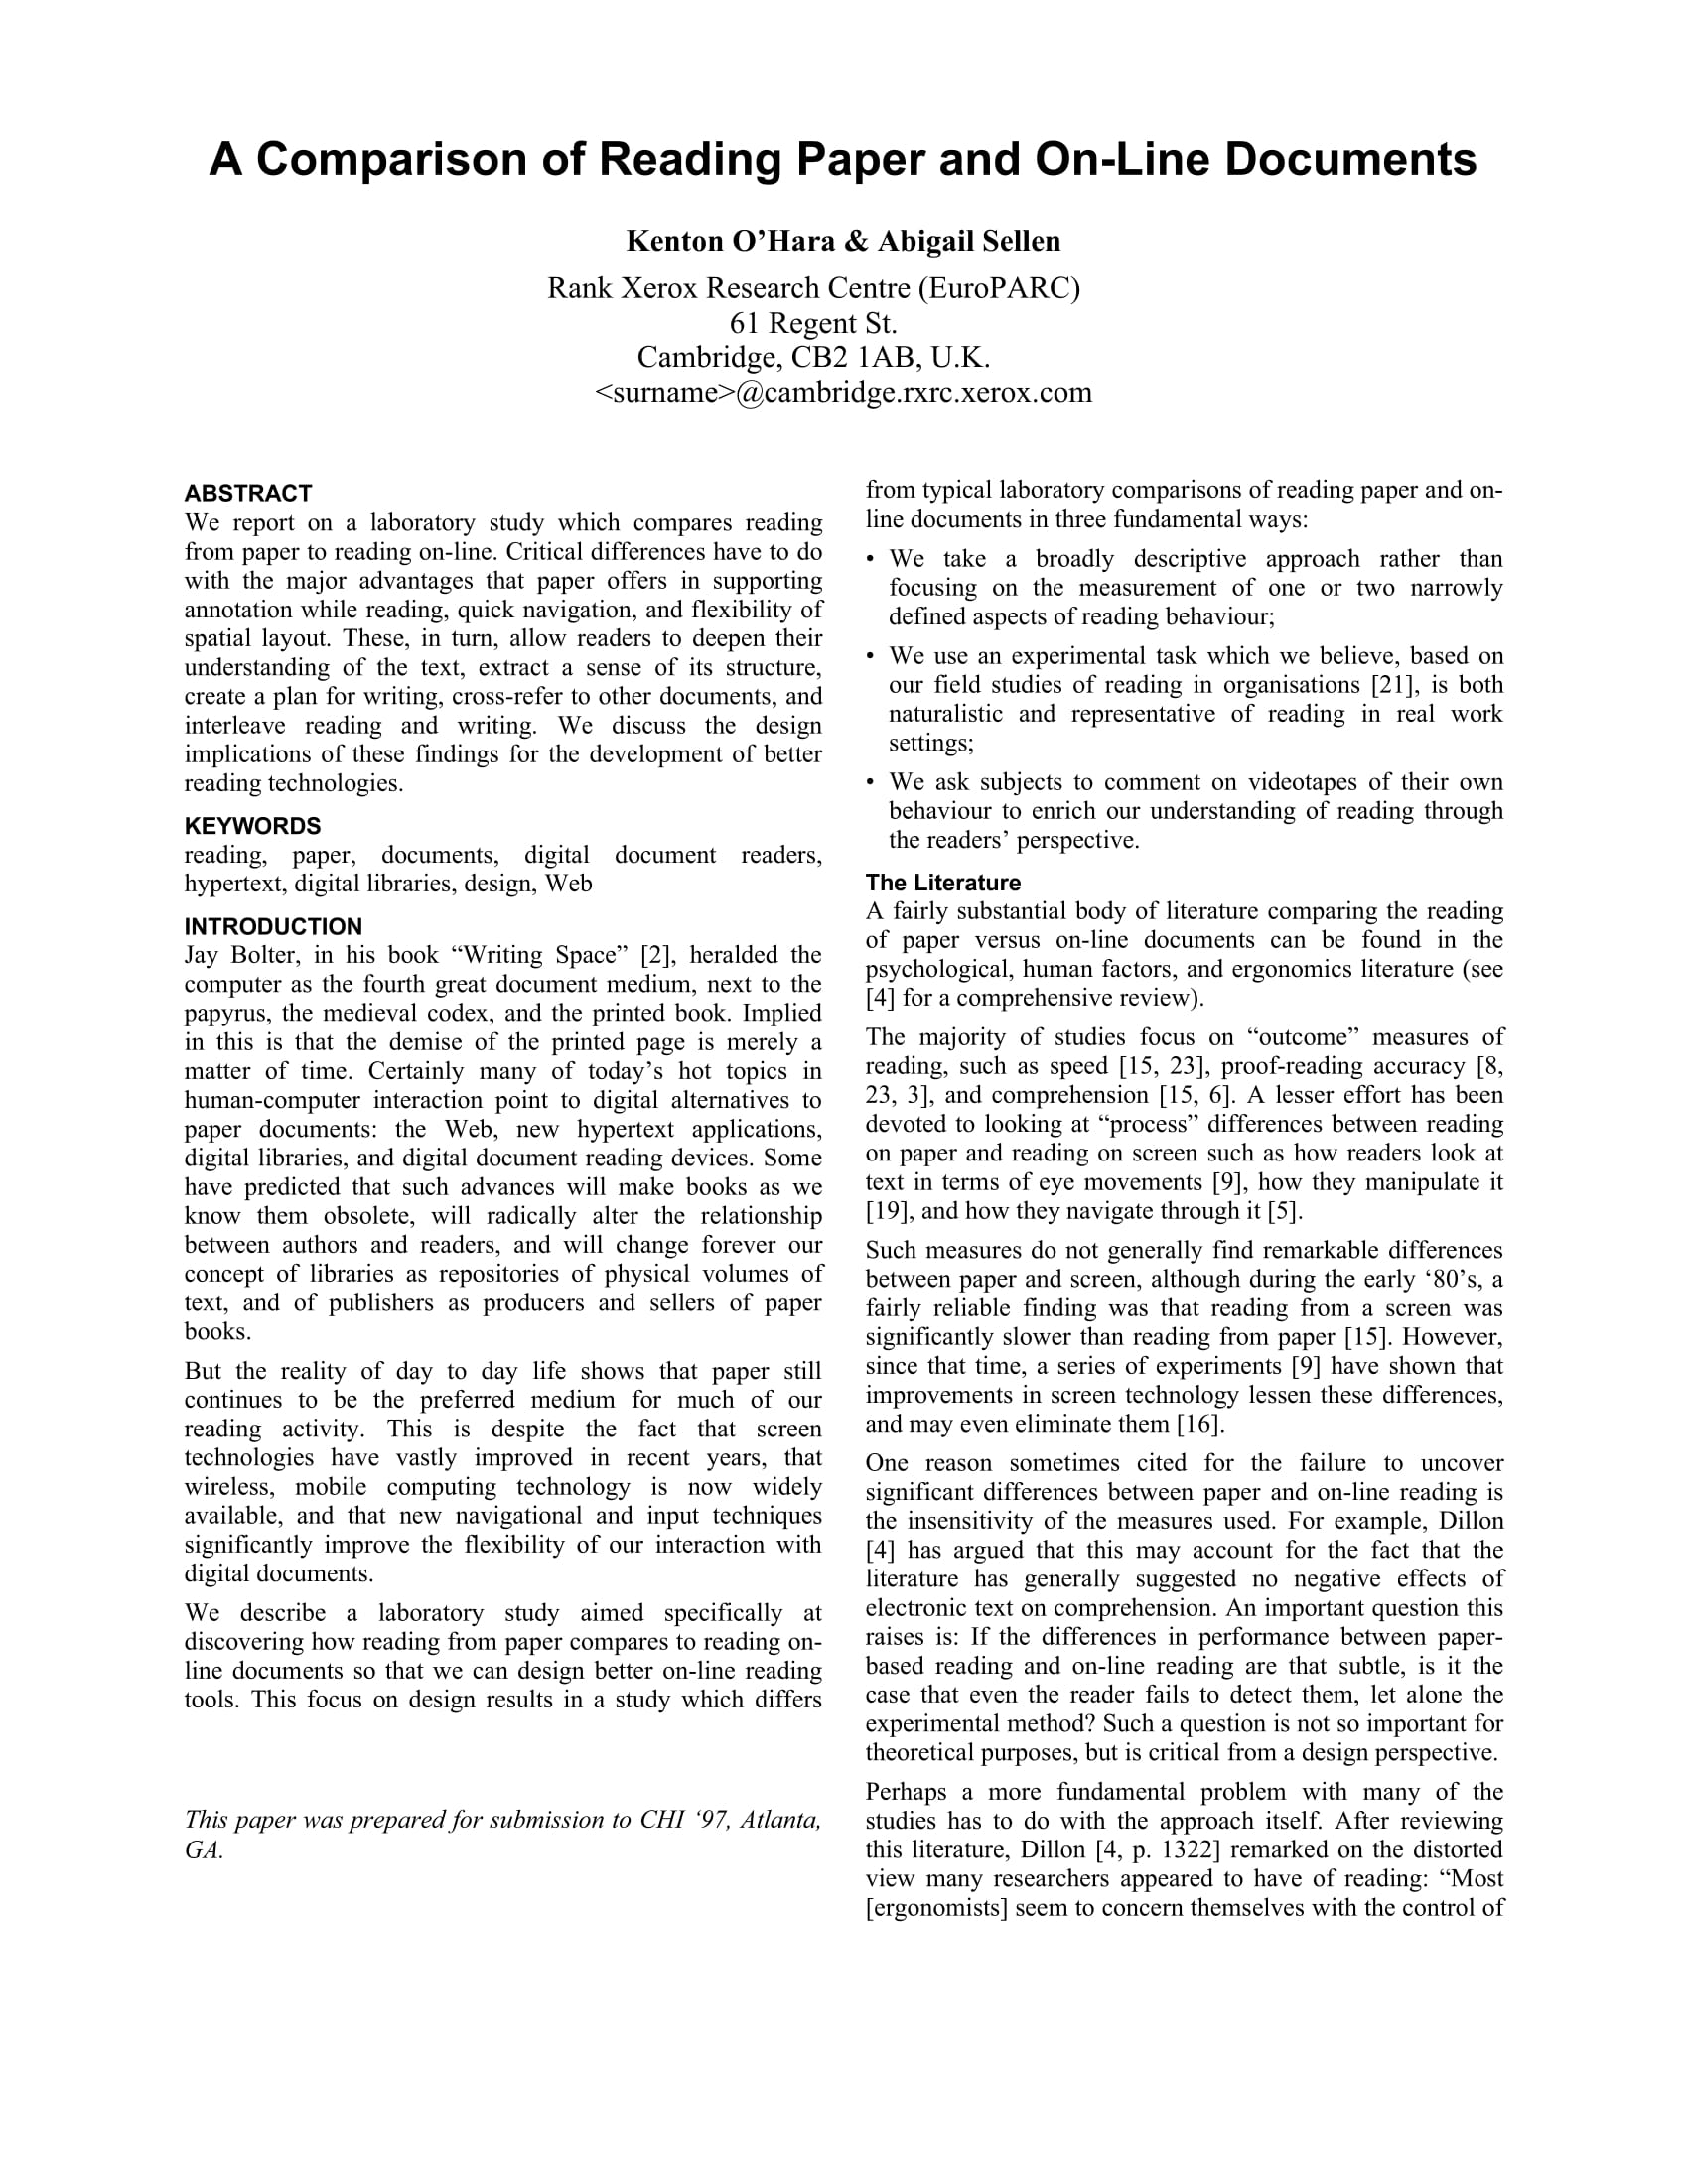 A Comparison of Reading Paper and On-Line Documents
Kenton O’Hara & Abigail Sellen
Rank Xerox Research Centre (EuroPARC)
61 Regent St.
Cambridge, CB2 1AB, U.K.
<surname>@cambridge.rxrc.xerox.com
ABSTRACT
We report on a laboratory study which compares reading
from paper to reading on-line. Critical differences have to do
with the major advantages that paper offers in supporting
annotation while reading, quick navigation, and flexibility of
spatial layout. These, in turn, allow readers to deepen their
understanding of the text, extract a sense of its structure,
create a plan for writing, cross-refer to other documents, and
interleave reading and writing. We discuss the design
implications of these findings for the development of better
reading technologies.
KEYWORDS
reading, paper, documents, digital document readers,
hypertext, digital libraries, design, Web
INTRODUCTION
Jay Bolter, in his book “Writing Space” [2], heralded the
computer as the fourth great document medium, next to the
papyrus, the medieval codex, and the printed book. Implied
in this is that the demise of the printed page is merely a
matter of time. Certainly many of today’s hot topics in
human-computer interaction point to digital alternatives to
paper documents: the Web, new hypertext applications,
digital libraries, and digital document reading devices. Some
have predicted that such advances will make books as we
know them obsolete, will radically alter the relationship
between authors and readers, and will change forever our
concept of libraries as repositories of physical volumes of
text, and of publishers as producers and sellers of paper
books.
But the reality of day to day life shows that paper still
continues to be the preferred medium for much of our
reading activity. This is despite the fact that screen
technologies have vastly improved in recent years, that
wireless, mobile computing technology is now widely
available, and that new navigational and input techniques
significantly improve the flexibility of our interaction with
digital documents.
We describe a laboratory study aimed specifically at
discovering how reading from paper compares to reading on-
line documents so that we can design better on-line reading
tools. This focus on design results in a study which differs
This paper was prepared for submission to CHI ‘97, Atlanta,
GA.
from typical laboratory comparisons of reading paper and on-
line documents in three fundamental ways:
• We take a broadly descriptive approach rather than
focusing on the measurement of one or two narrowly
defined aspects of reading behaviour;
• We use an experimental task which we believe, based on
our field studies of reading in organisations [21], is both
naturalistic and representative of reading in real work
settings;
• We ask subjects to comment on videotapes of their own
behaviour to enrich our understanding of reading through
the readers’ perspective.
The Literature
A fairly substantial body of literature comparing the reading
of paper versus on-line documents can be found in the
psychological, human factors, and ergonomics literature (see
[4] for a comprehensive review).
The majority of studies focus on “outcome” measures of
reading, such as speed [15, 23], proof-reading accuracy [8,
23, 3], and comprehension [15, 6]. A lesser effort has been
devoted to looking at “process” differences between reading
on paper and reading on screen such as how readers look at
text in terms of eye movements [9], how they manipulate it
[19], and how they navigate through it [5].
Such measures do not generally find remarkable differences
between paper and screen, although during the early ‘80’s, a
fairly reliable finding was that reading from a screen was
significantly slower than reading from paper [15]. However,
since that time, a series of experiments [9] have shown that
improvements in screen technology lessen these differences,
and may even eliminate them [16].
One reason sometimes cited for the failure to uncover
significant differences between paper and on-line reading is
the insensitivity of the measures used. For example, Dillon
[4] has argued that this may account for the fact that the
literature has generally suggested no negative effects of
electronic text on comprehension. An important question this
raises is: If the differences in performance between paper-
based reading and on-line reading are that subtle, is it the
case that even the reader fails to detect them, let alone the
experimental method? Such a question is not so important for
theoretical purposes, but is critical from a design perspective.
Perhaps a more fundamental problem with many of the
studies has to do with the approach itself. After reviewing
this literature, Dillon [4, p. 1322] remarked on the distorted
view many researchers appeared to have of reading: “Most
[ergonomists] seem to concern themselves with the control of